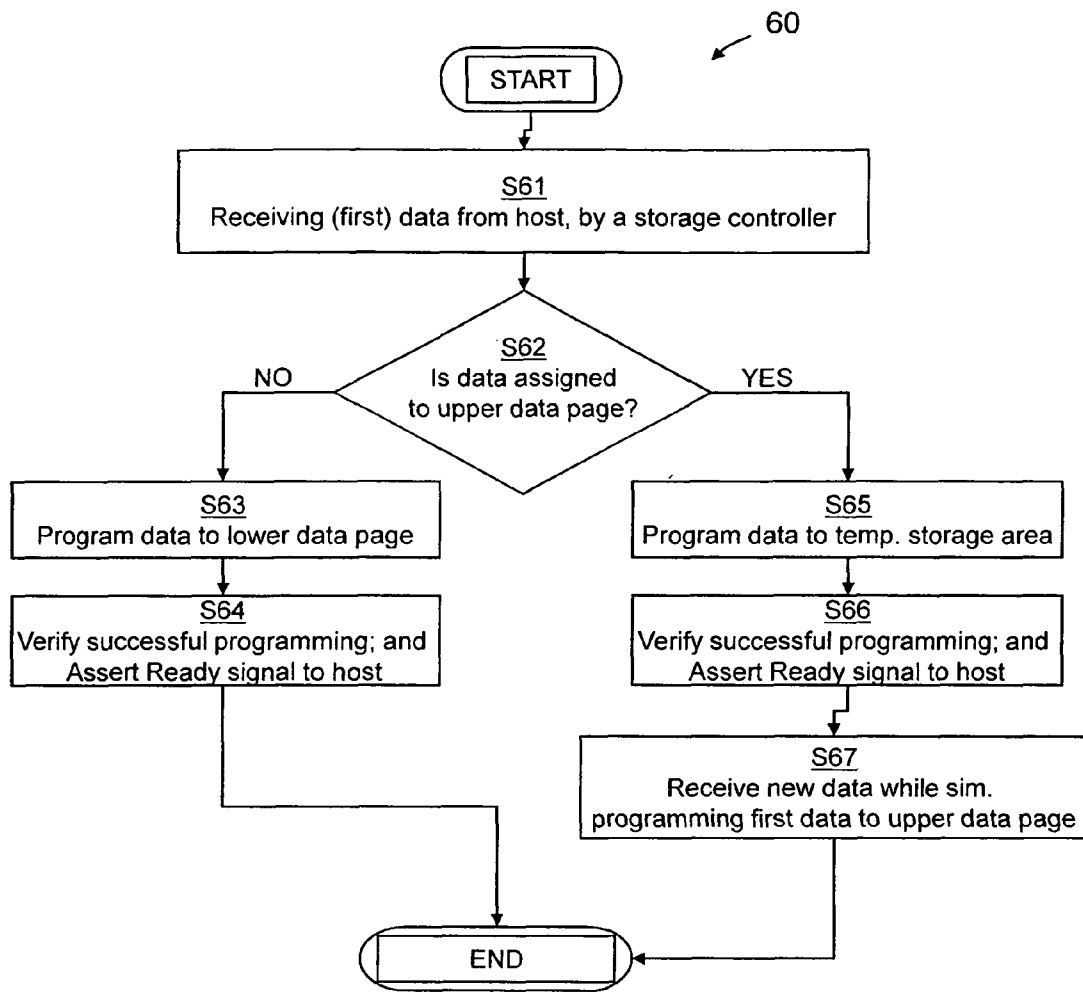 60
START
S61
Receiving (first) data from host, by a storage controller
S62
Is data assigned
to upper data page?
NO
YES
S63
Program data to lower data page
S64
Verify successful programming; and
Assert Ready signal to host
S65
Program data to temp. storage area
S66
Verify successful programming; and
Assert Ready signal to host
S67
Receive new data while sim.
programming first data to upper data page
END